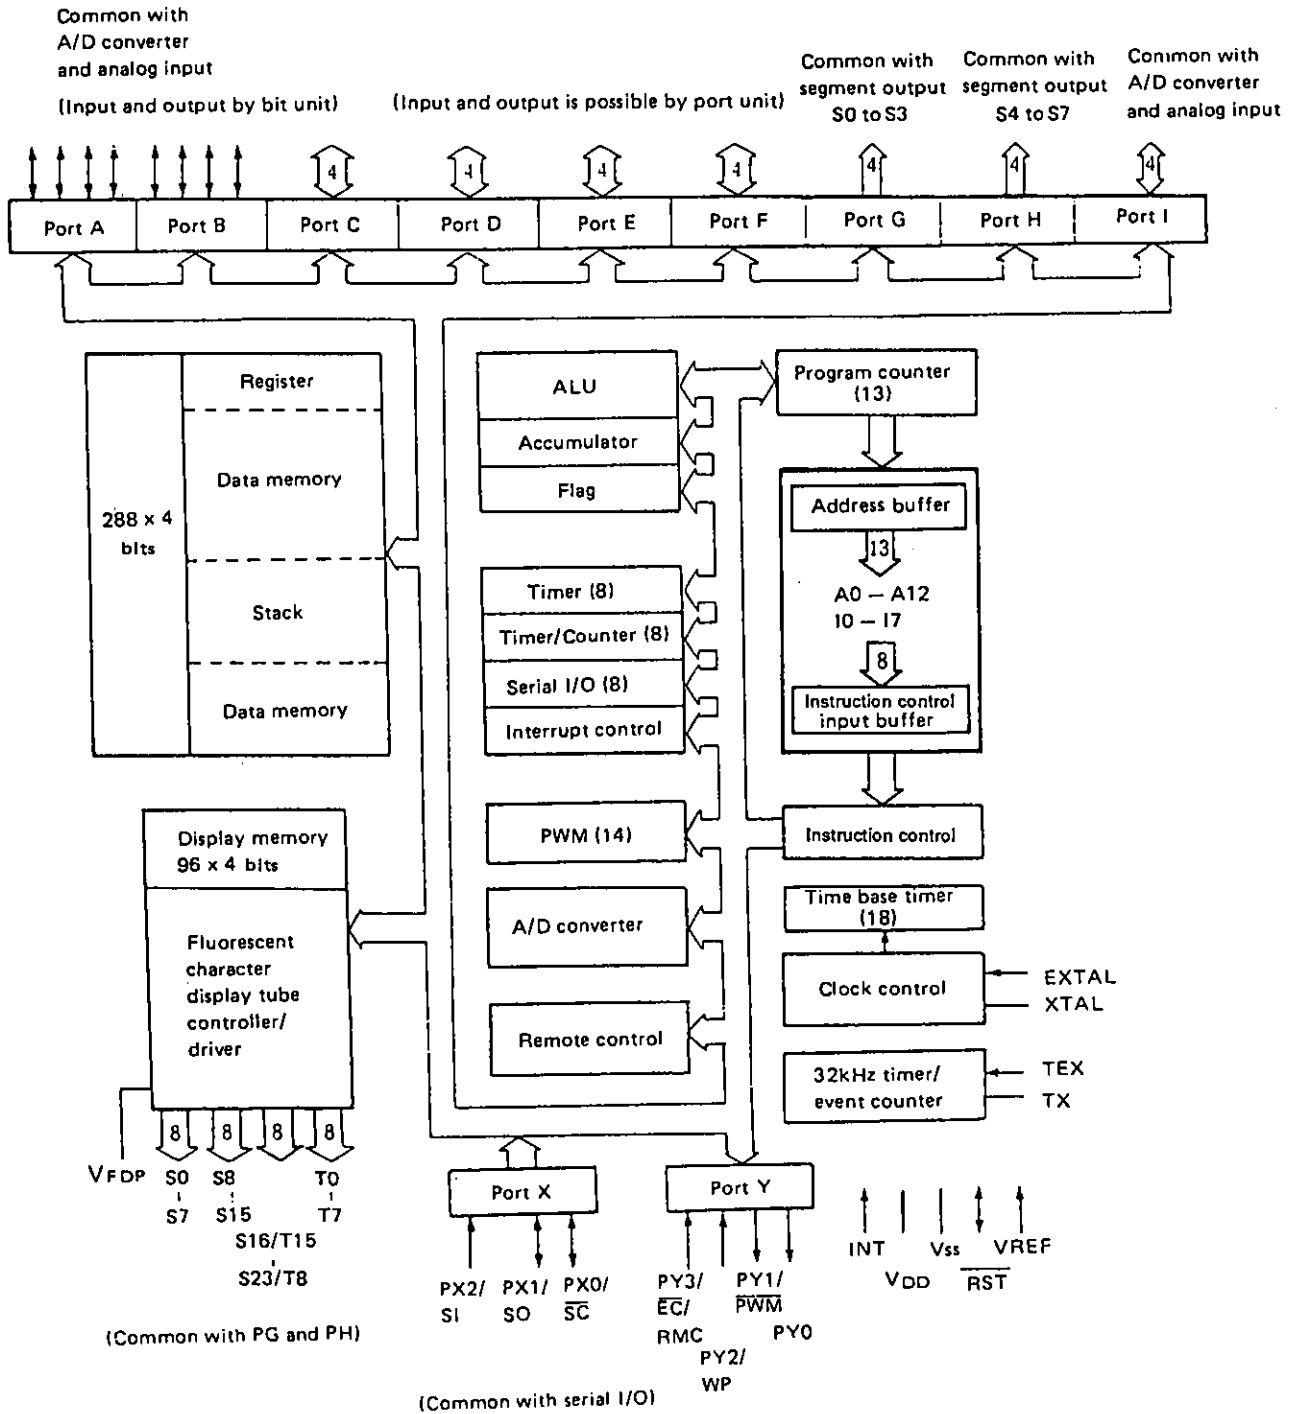 Common with
A/D converter
and analog input
(Input and output by bit unit)
(Input and output is possible by port unit)
Common with
segment output
S0 to S3
Common with
segment output
S4 to S7
Common with
A/D converter
and analog input
4
4
4
4
4
4
4
Port A
Port B
Port C
Port D
Port E
Port F
Port G
Port H
Port I
288 x 4
bits
Register
Data memory
Stack
Data memory
ALU
Accumulator
Flag
Program counter
(13)
Address buffer
13
A0 – A12
10 – I7
8
Instruction control
input buffer
Timer (8)
Timer/Counter (8)
Serial I/O (8)
Interrupt control
PWM (14)
Instruction control
Display memory
96 x 4 bits
Fluorescent
character
display tube
controller/
driver
A/D converter
Time base timer
(18)
Clock control
EXTAL
XTAL
Remote control
32kHz timer/
event counter
TEX
TX
8
8
8
8
VFDP
S0
S7
S8
S15
T0
T7
S16/T15
S23/T8
Port X
Port Y
PX2/
SI
PX1/
SO
PX0/
S̅C̅
PY3/
E̅C̅/
RMC
PY2/
WP
PY1/
P̅W̅M̅
PY0
INT
VDD
Vss
R̅S̅T̅
VREF
(Common with PG and PH)
(Common with serial I/O)